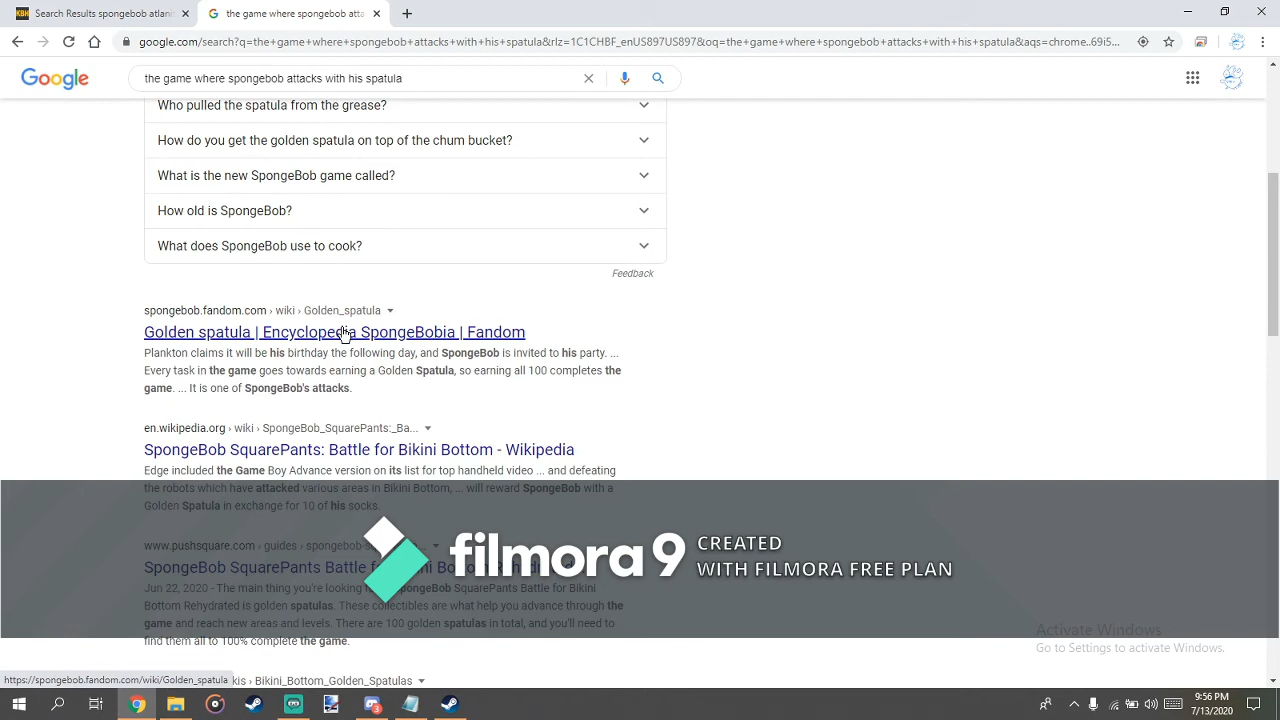 KBH Search Results spongebob atlanti
the game where spongebob atta
google.com/search?q=the+game+where+spongebob+attacks+with+his+spatula&rlz=1C1CHBF_enUS897US897&oq=the+game+where+spongebob+attacks+with+his+spatula&aqs=chrome..69i5...
Google
the game where spongebob attacks with his spatula
Who pulled the spatula from the grease?
How do you get the golden spatula on top of the chum bucket?
What is the new SpongeBob game called?
How old is SpongeBob?
What does SpongeBob use to cook?
Feedback
spongebob.fandom.com › wiki › Golden_spatula
Golden spatula | Encyclopedia SpongeBobia | Fandom
Plankton claims it will be his birthday the following day, and SpongeBob is invited to his party. ...
Every task in the game goes towards earning a Golden Spatula, so earning all 100 completes the
game. ... It is one of SpongeBob's attacks.
en.wikipedia.org › wiki › SpongeBob_SquarePants:_Ba...
SpongeBob SquarePants: Battle for Bikini Bottom - Wikipedia
Edge included the Game Boy Advance version on its list for top handheld video ... and defeating
the robots which have attacked various areas in Bikini Bottom, ... will reward SpongeBob with a
Golden Spatula in exchange for 10 of his socks.
www.pushsquare.com › guides
SpongeBob SquarePants Battle
Jun 22, 2020 - The main thing you're looking SpongeBob SquarePants Battle for Bikini
Bottom Rehydrated is golden spatulas. These collectibles are what help you advance through the
game and reach new areas and levels. There are 100 golden spatulas in total, and you'll need to
find them all to 100% complete the game.
filmora9 CREATED
WITH FILMORA FREE PLAN
Activate Windows
Go to Settings to activate Windows.
https://spongebob.fandom.com/wiki/Golden_spatula
kis › Bikini_Bottom_Golden_Spatulas
9:56 PM
7/13/2020